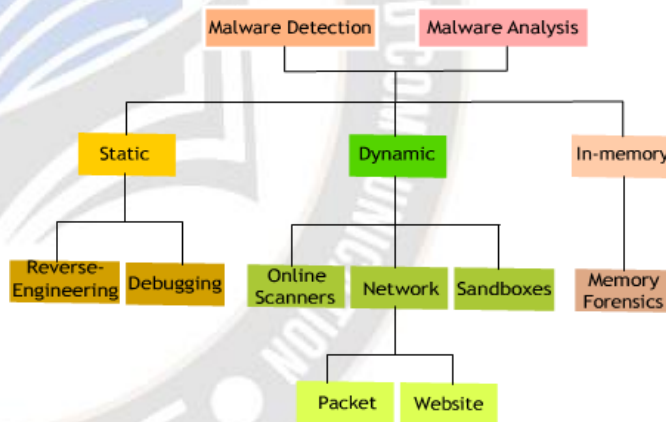 Malware Detection
Malware Analysis
Static
Dynamic
In-memory
Reverse-
Engineering
Debugging
Online
Scanners
Network
Sandboxes
Memory
Forensics
Packet
Website
COMMUNICATION